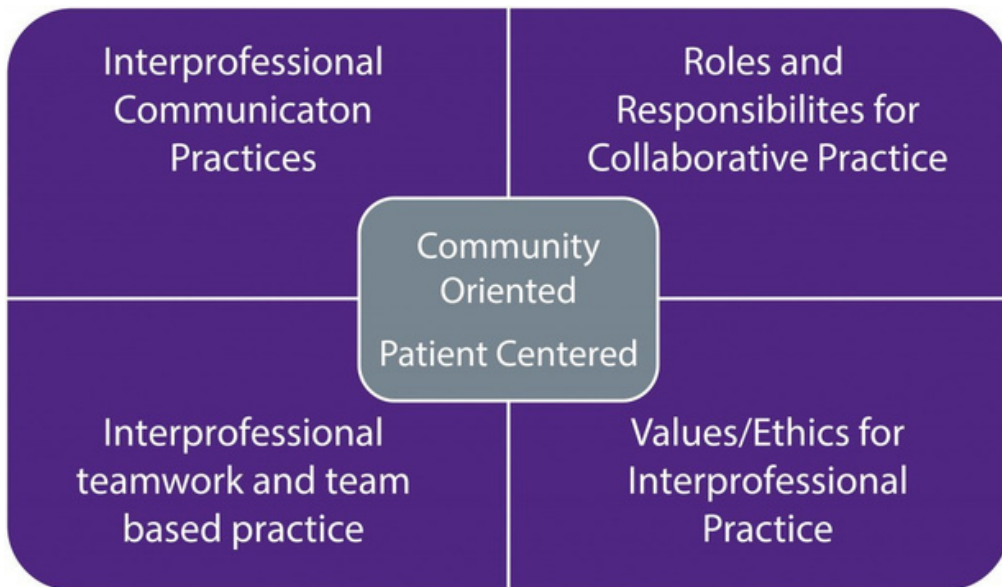 Interprofessional
Communicaton
Practices
Roles and
Responsibilites for
Collaborative Practice
Community
Oriented
Patient Centered
Interprofessional
teamwork and team
based practice
Values/Ethics for
Interprofessional
Practice